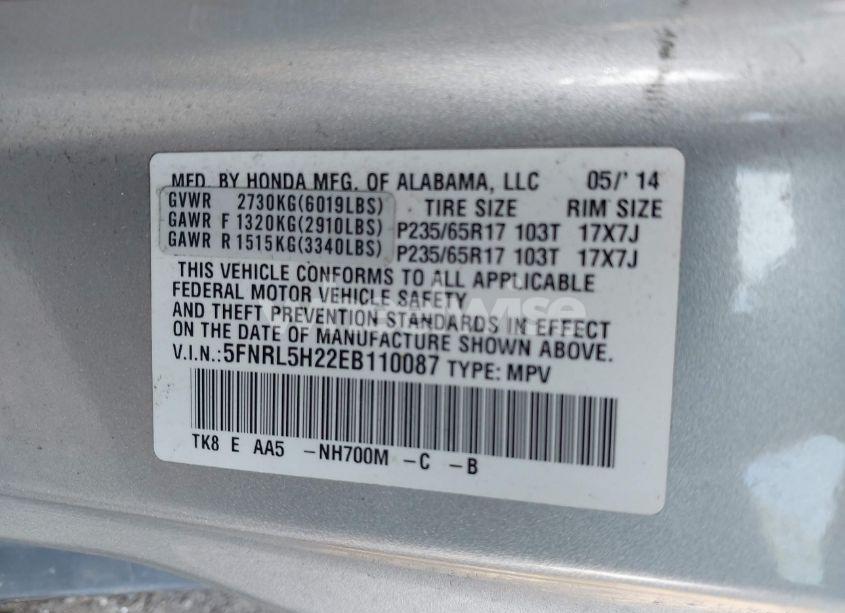 MFD. BY HONDA MFG. OF ALABAMA, LLC 05/' 14
GVWR 2730KG(6019LBS) TIRE SIZE RIM SIZE
GAWR F 1320KG(2910LBS) P235/65R17 103T 17X7J
GAWR R 1515KG(3340LBS) P235/65R17 103T 17X7J
THIS VEHICLE CONFORMS TO ALL APPLICABLE
FEDERAL MOTOR VEHICLE SAFETY
AND THEFT PREVENTION STANDARDS IN EFFECT
ON THE DATE OF MANUFACTURE SHOWN ABOVE.
V.I.N.:5FNRL5H22EB110087 TYPE: MPV
TK8 E AA5 -NH700M -C -B